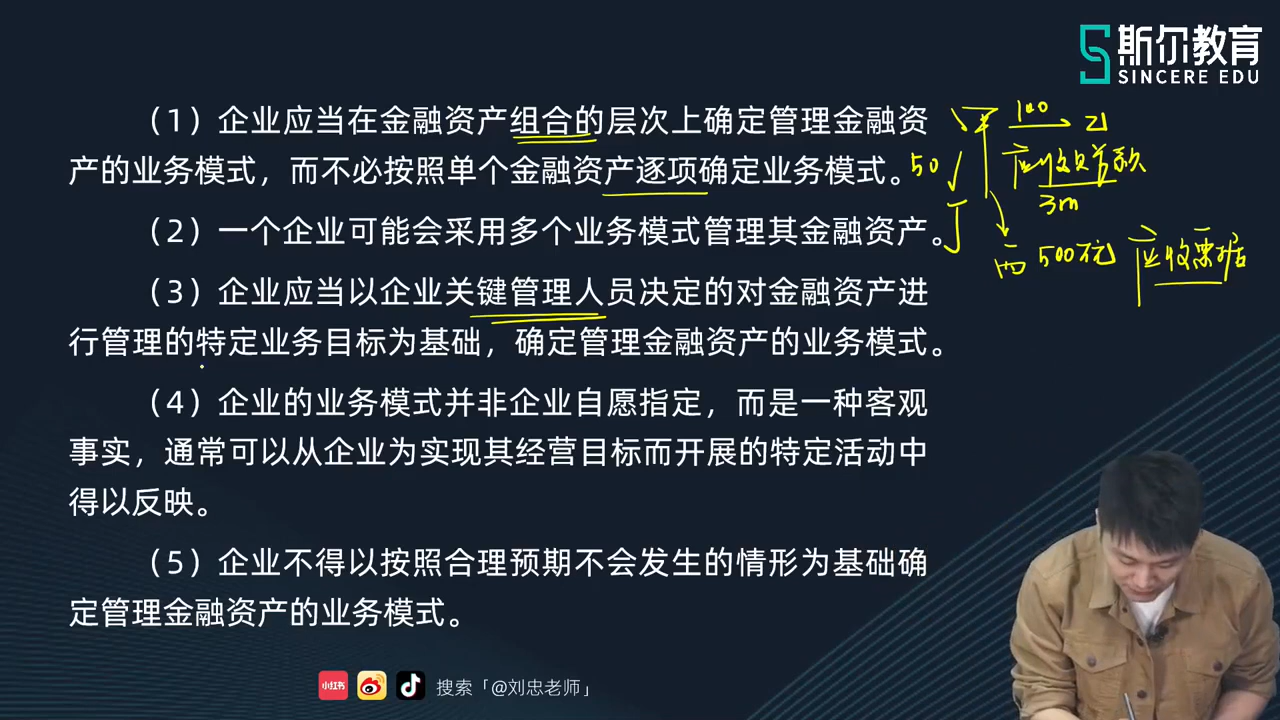 斯尔教育
SINCERE EDU
（1）企业应当在金融资产组合的层次上确定管理金融资
产的业务模式，而不必按照单个金融资产逐项确定业务模式。
（2）一个企业可能会采用多个业务模式管理其金融资产。
（3）企业应当以企业关键管理人员决定的对金融资产进
行管理的特定业务目标为基础，确定管理金融资产的业务模式。
（4）企业的业务模式并非企业自愿指定，而是一种客观
事实，通常可以从企业为实现其经营目标而开展的特定活动中
得以反映。
（5）企业不得以按照合理预期不会发生的情形为基础确
定管理金融资产的业务模式。
甲 100 乙
应收账款
3m
50
丁
丙 500万元 应收票据
小红书
搜索「@刘忠老师」